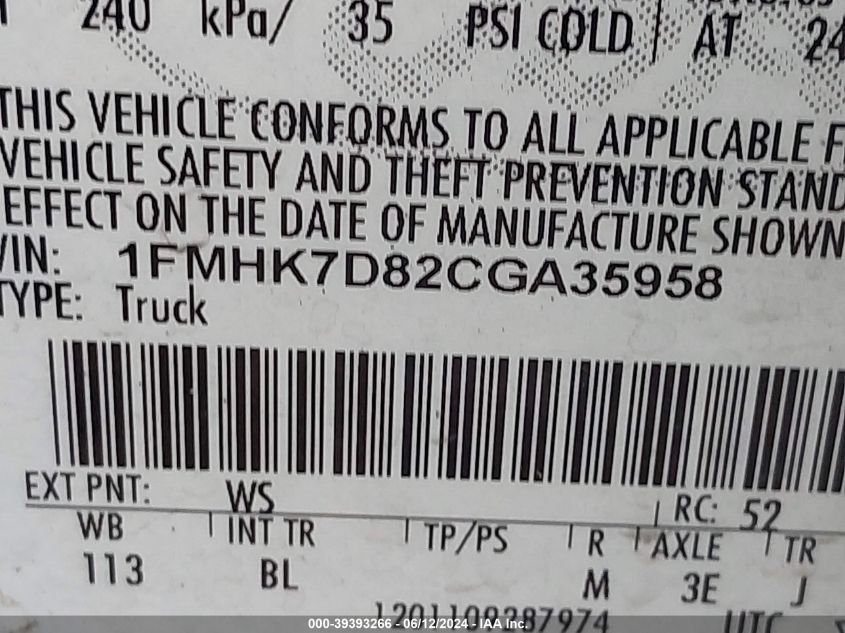 240 kPa/ 35 PSI COLD AT 24
THIS VEHICLE CONFORMS TO ALL APPLICABLE F
VEHICLE SAFETY AND THEFT PREVENTION STAND
EFFECT ON THE DATE OF MANUFACTURE SHOWN
VIN: 1FMHK7D82CGA35958
TYPE: Truck
EXT PNT: WS RC: 52
WB INT TR TP/PS R AXLE TR
113 BL M 3E J
1201109287974 UTC
000-39393266 - 06/12/2024 - IAA Inc.